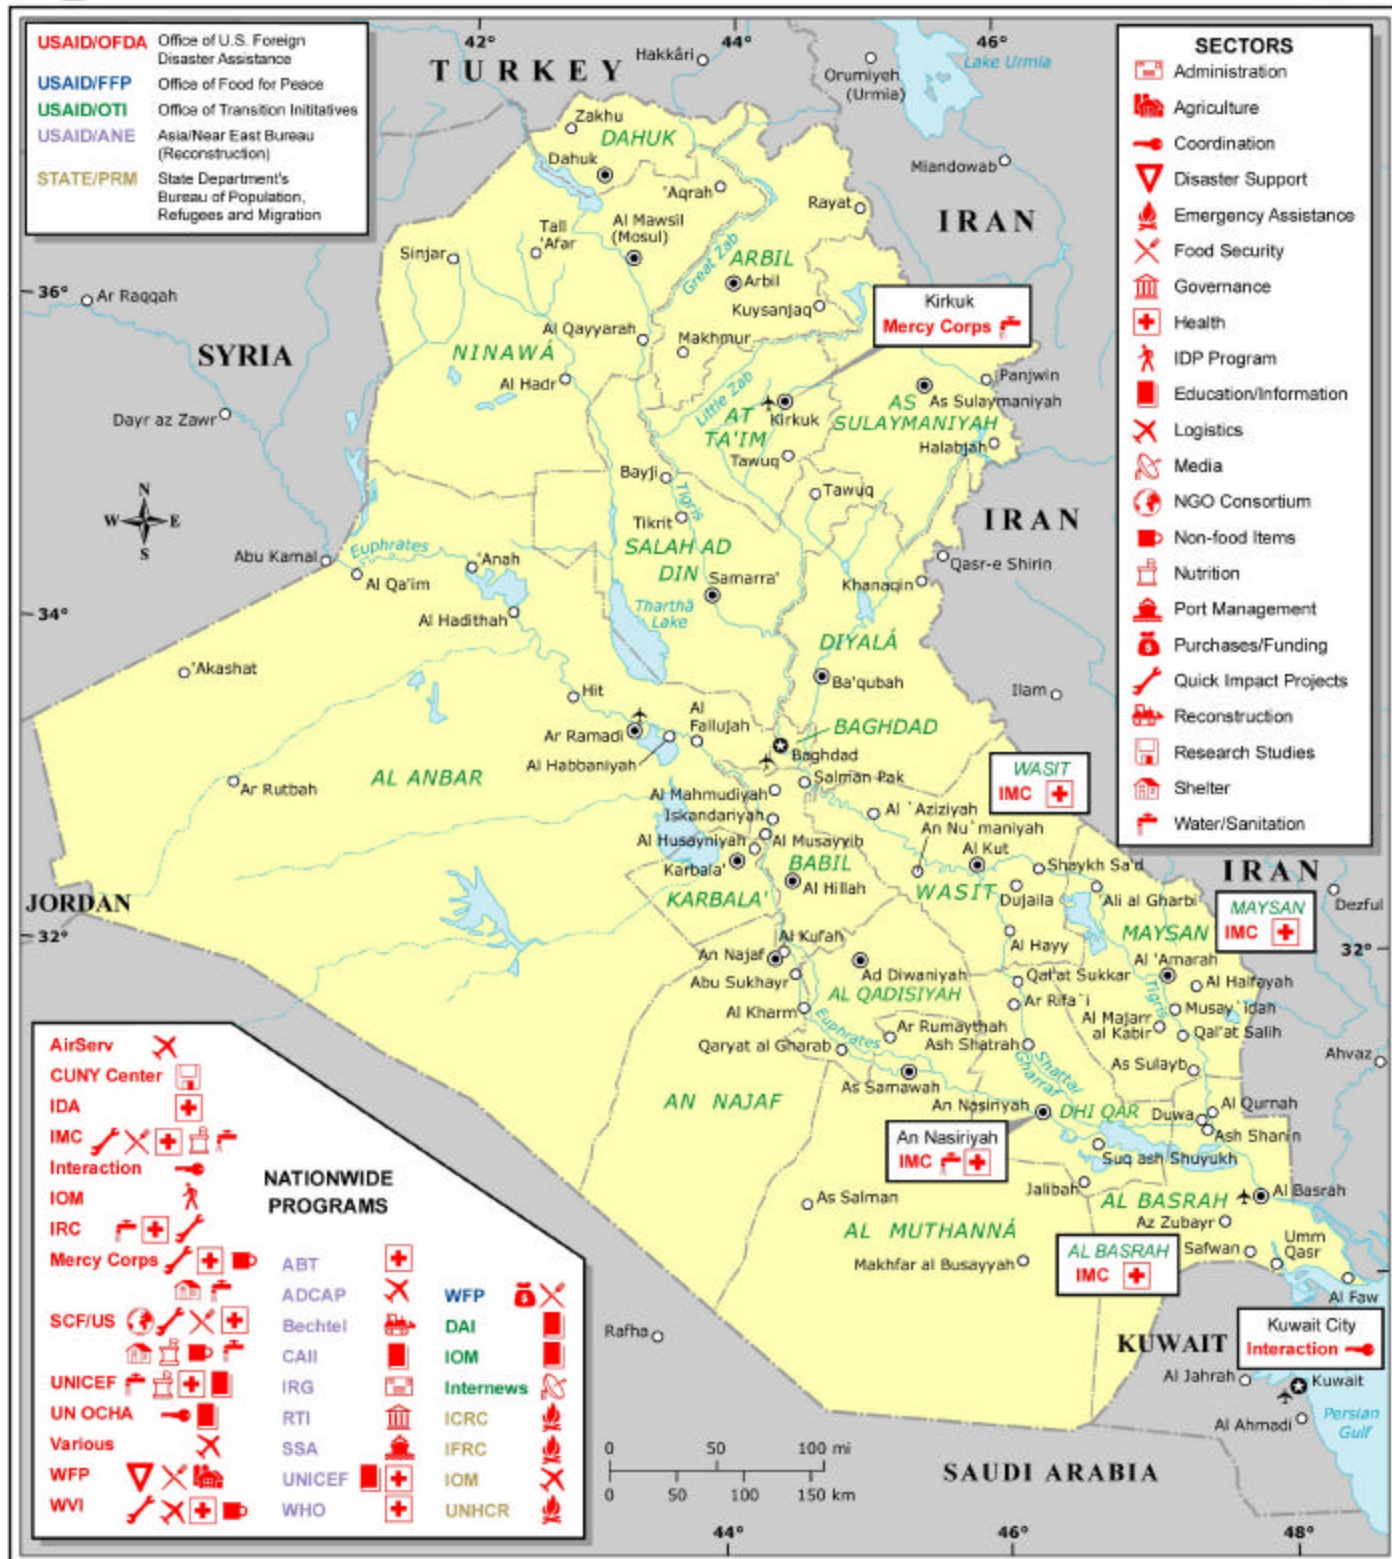 USAID/OFDA Office of U.S. Foreign
Disaster Assistance
USAID/FFP Office of Food for Peace
USAID/OTI Office of Transition Inititatives
USAID/ANE Asia/Near East Bureau
(Reconstruction)
STATE/PRM State Department's
Bureau of Population,
Refugees and Migration
42°
44°
46°
TURKEY
Hakkâri
Orumiyeh
(Urmia)
Lake Urmia
Miandowab
SECTORS
Administration
Agriculture
Coordination
Disaster Support
Emergency Assistance
Food Security
Governance
Health
IDP Program
Education/Information
Logistics
Media
NGO Consortium
Non-food Items
Nutrition
Port Management
Purchases/Funding
Quick Impact Projects
Reconstruction
Research Studies
Shelter
Water/Sanitation
Zakhu
DAHUK
Dahuk
'Aqrah
Rayat
IRAN
Tall
'Afar
Al Mawsil
(Mosul)
Sinjar
Great Zab
ARBIL
Arbil
Kuysanjaq
36°
Ar Raqqah
Kirkuk
Mercy Corps
SYRIA
NINAWÁ
Al Qayyarah
Makhmur
Al Hadr
Little Zab
Panjwin
As Sulaymaniyah
AS
SULAYMANIYAH
AT
TA'IM
Kirkuk
Dayr az Zawr
Halabjah
Tawuq
Bayji
Tawuq
Tigris
Tikrit
N
W
E
S
IRAN
SALAH AD
DIN
Samarra'
Abu Kamal
Euphrates
'Anah
Al Qa'im
Qasr-e Shirin
Khanaqin
34°
Al Hadithah
Tharthā
Lake
DIYALÁ
'Akashat
Ba'qubah
Ilam
Hit
Al
Fallujah
BAGHDAD
Ar Ramadi
Baghdad
Al Habbaniyah
AL ANBAR
Ar Rutbah
Salman Pak
WASIT
IMC
Al Mahmudiyah
Iskandariyah
Al `Aziziyah
An Nu`maniyah
Al Husayniyah
Al Musayyib
Al Kut
Karbala'
BABIL
Shaykh Sa'd
IRAN
Al Hillah
WASIT
Dujaila
'Ali al Gharbi
Dezful
KARBALA'
JORDAN
MAYSAN
IMC
MAYSAN
32°
32°
Al Kufah
Al Hayy
An Najaf
Al 'Amarah
Abu Sukhayr
Ad Diwaniyah
Qal'at Sukkar
Al Halfayah
AL QADISIYAH
Ar Rifa`i
Tigris
Al Kharm
Musay`idah
Al Majarr
al Kabir
Euphrates
Ar Rumaythah
Qal'at Salih
Qaryat al Gharab
Ash Shatrah
Shattar
Gharraf
Ahvaz
As Samawah
As Sulayb
AN NAJAF
An Nasiriyah
DHI QAR
Duwa
Al Qurnah
Ash Shanin
An Nasiriyah
IMC
Suq ash Shuyukh
Jalibah
As Salman
AL BASRAH
Al Basrah
AL MUTHANNÁ
Az Zubayr
Makhfar al Busayyah
AL BASRAH
IMC
Safwan
Umm
Qasr
Al Faw
Rafha
KUWAIT
Kuwait City
Interaction
Al Jahrah
Kuwait
Al Ahmadi
Persian
Gulf
SAUDI ARABIA
AirServ
CUNY Center
IDA
IMC
Interaction
IOM
IRC
Mercy Corps
SCF/US
UNICEF
UN OCHA
Various
WFP
WVI
NATIONWIDE
PROGRAMS
ABT
ADCAP
Bechtel
CAII
IRG
RTI
SSA
UNICEF
WHO
WFP
DAI
IOM
Internews
ICRC
IFRC
IOM
UNHCR
0 50 100 mi
0 50 100 150 km
44°
46°
48°